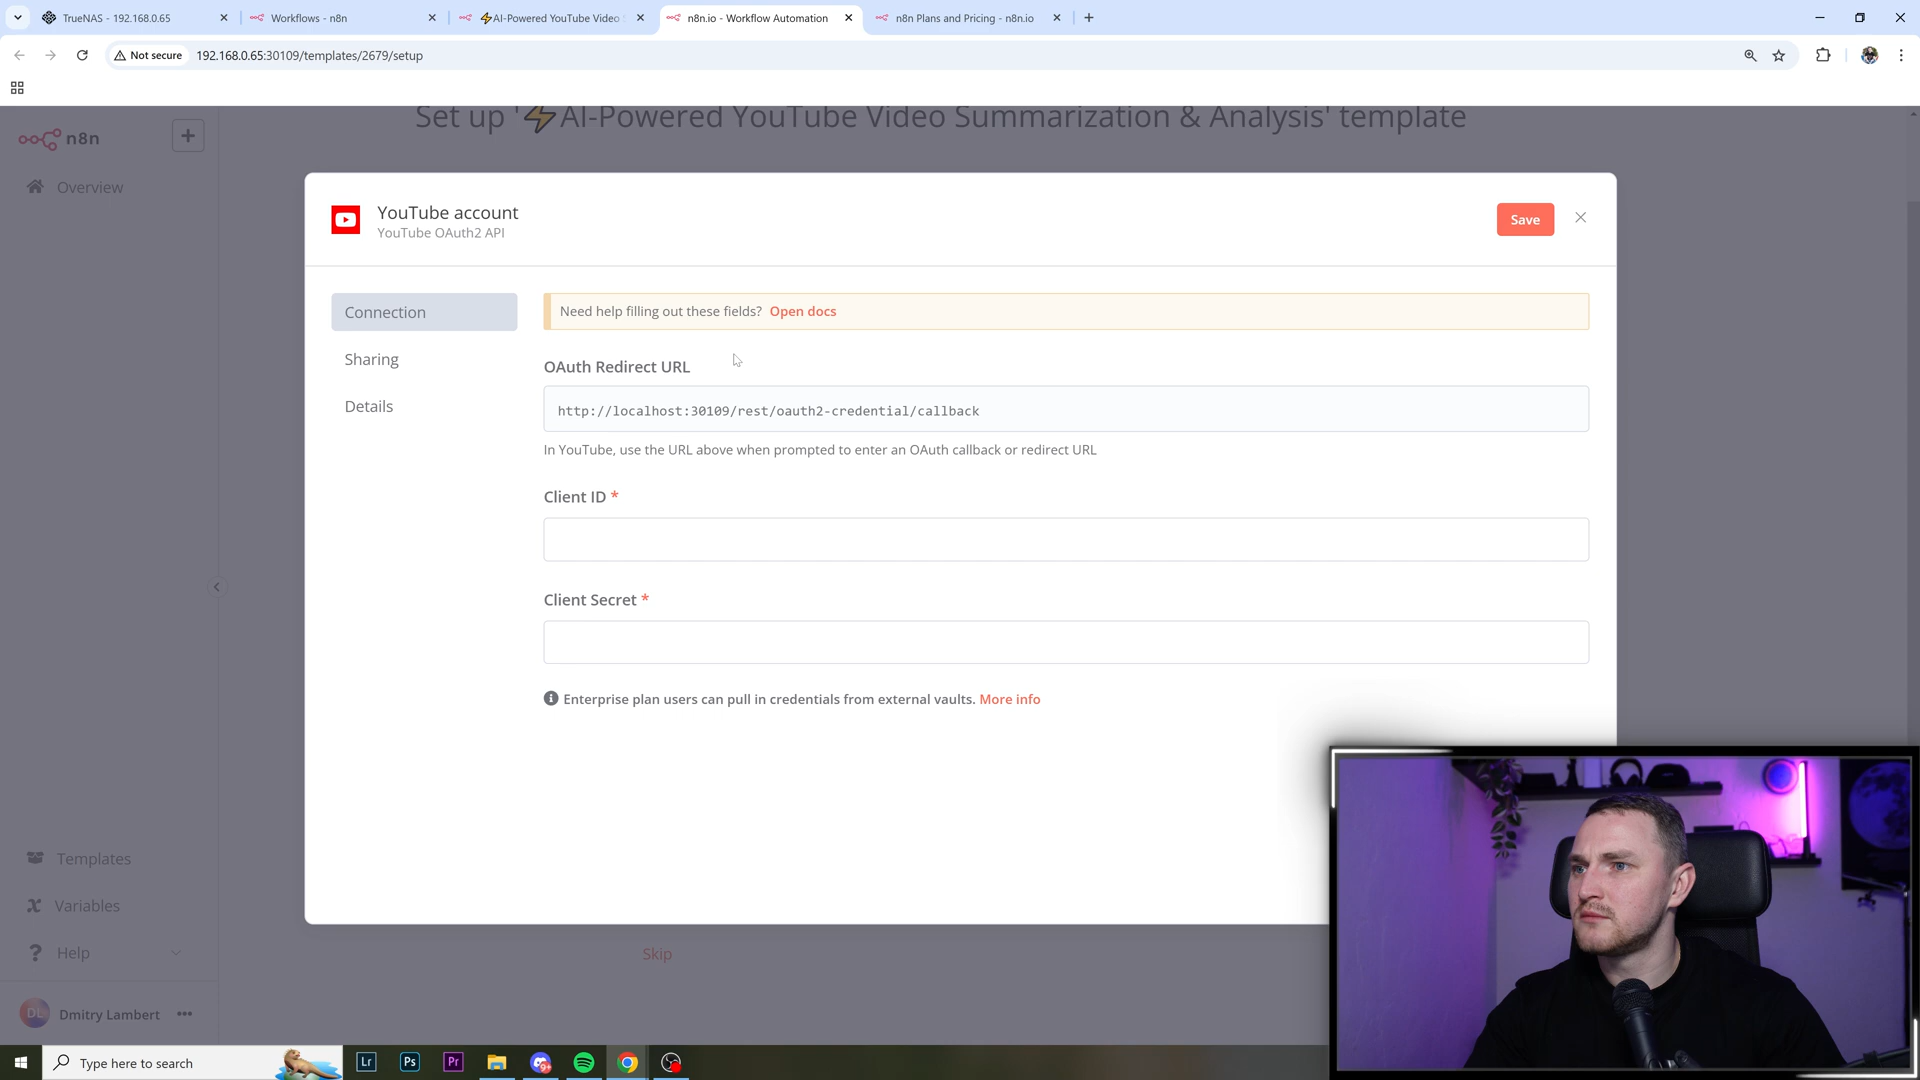 TrueNAS - 192.168.0.65
Workflows - n8n
⚡AI-Powered YouTube Video
n8n.io - Workflow Automation
n8n Plans and Pricing - n8n.io
Not secure
192.168.0.65:30109/templates/2679/setup
Set up '⚡AI-Powered YouTube Video Summarization & Analysis' template
n8n
Overview
YouTube account
YouTube OAuth2 API
Save
Connection
Sharing
Details
Need help filling out these fields? Open docs
OAuth Redirect URL
http://localhost:30109/rest/oauth2-credential/callback
In YouTube, use the URL above when prompted to enter an OAuth callback or redirect URL
Client ID *
Client Secret *
Enterprise plan users can pull in credentials from external vaults. More info
Skip
Templates
Variables
Help
DL
Dmitry Lambert
Type here to search
Lr
Ps
Pr